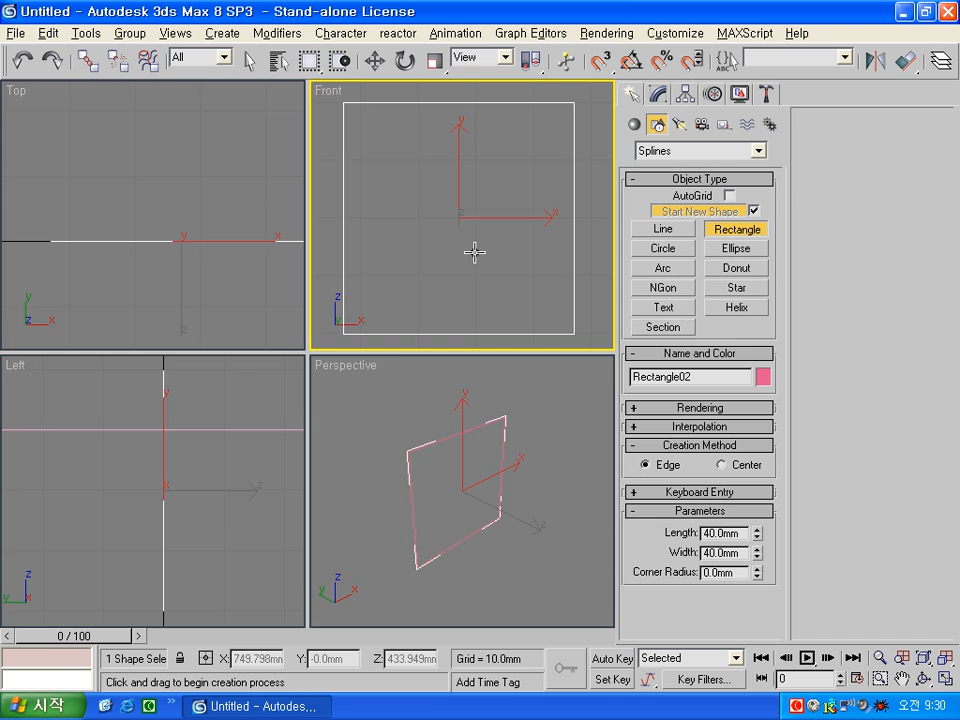 Untitled - Autodesk 3ds Max 8 SP3 - Stand-alone License
File Edit Tools Group Views Create Modifiers Character reactor Animation Graph Editors Rendering Customize MAXScript Help
All View
Top
Front
Splines
- Object Type
AutoGrid
Start New Shape
Line Rectangle
Circle Ellipse
Arc Donut
NGon Star
Text Helix
Section
- Name and Color
Rectangle02
+ Rendering
+ Interpolation
- Creation Method
Edge Center
+ Keyboard Entry
- Parameters
Length: 40.0mm
Width: 40.0mm
Corner Radius: 0.0mm
Left
Perspective
0 / 100
1 Shape Sele X: 749.798mm Y: -0.0mm Z: 433.949mm Grid = 10.0mm Auto Key Selected
Click and drag to begin creation process Add Time Tag Set Key Key Filters... 0
시작 Untitled - Autodes... 오전 9:30